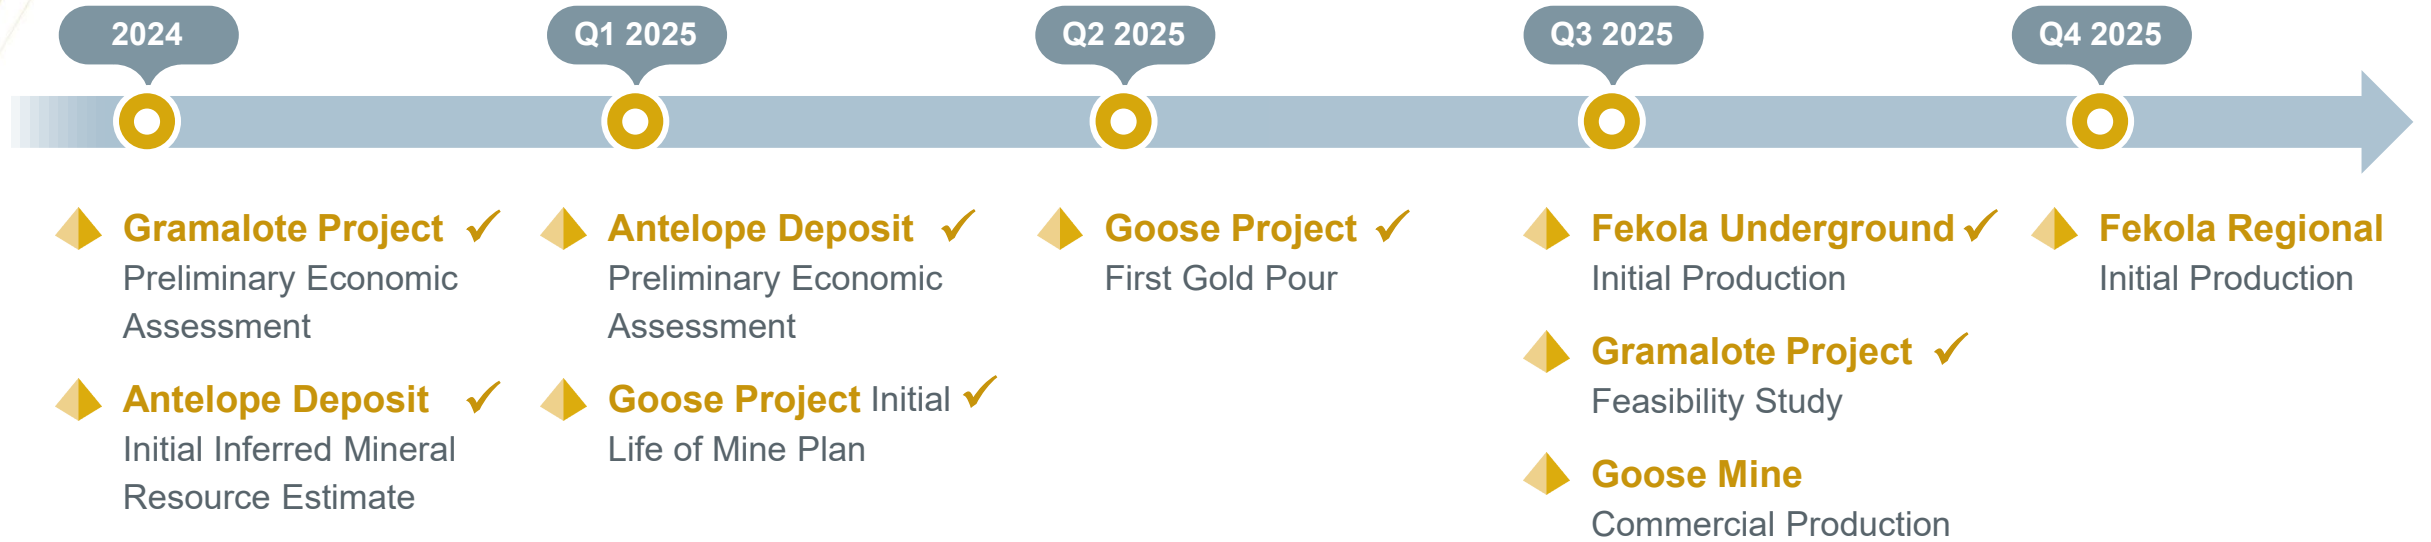 2024
Q1 2025
Q2 2025
Q3 2025
Q4 2025
Gramalote Project ✓
Preliminary Economic
Assessment
Antelope Deposit ✓
Initial Inferred Mineral
Resource Estimate
Antelope Deposit ✓
Preliminary Economic
Assessment
Goose Project Initial ✓
Life of Mine Plan
Goose Project ✓
First Gold Pour
Fekola Underground ✓
Initial Production
Gramalote Project ✓
Feasibility Study
Goose Mine
Commercial Production
Fekola Regional
Initial Production